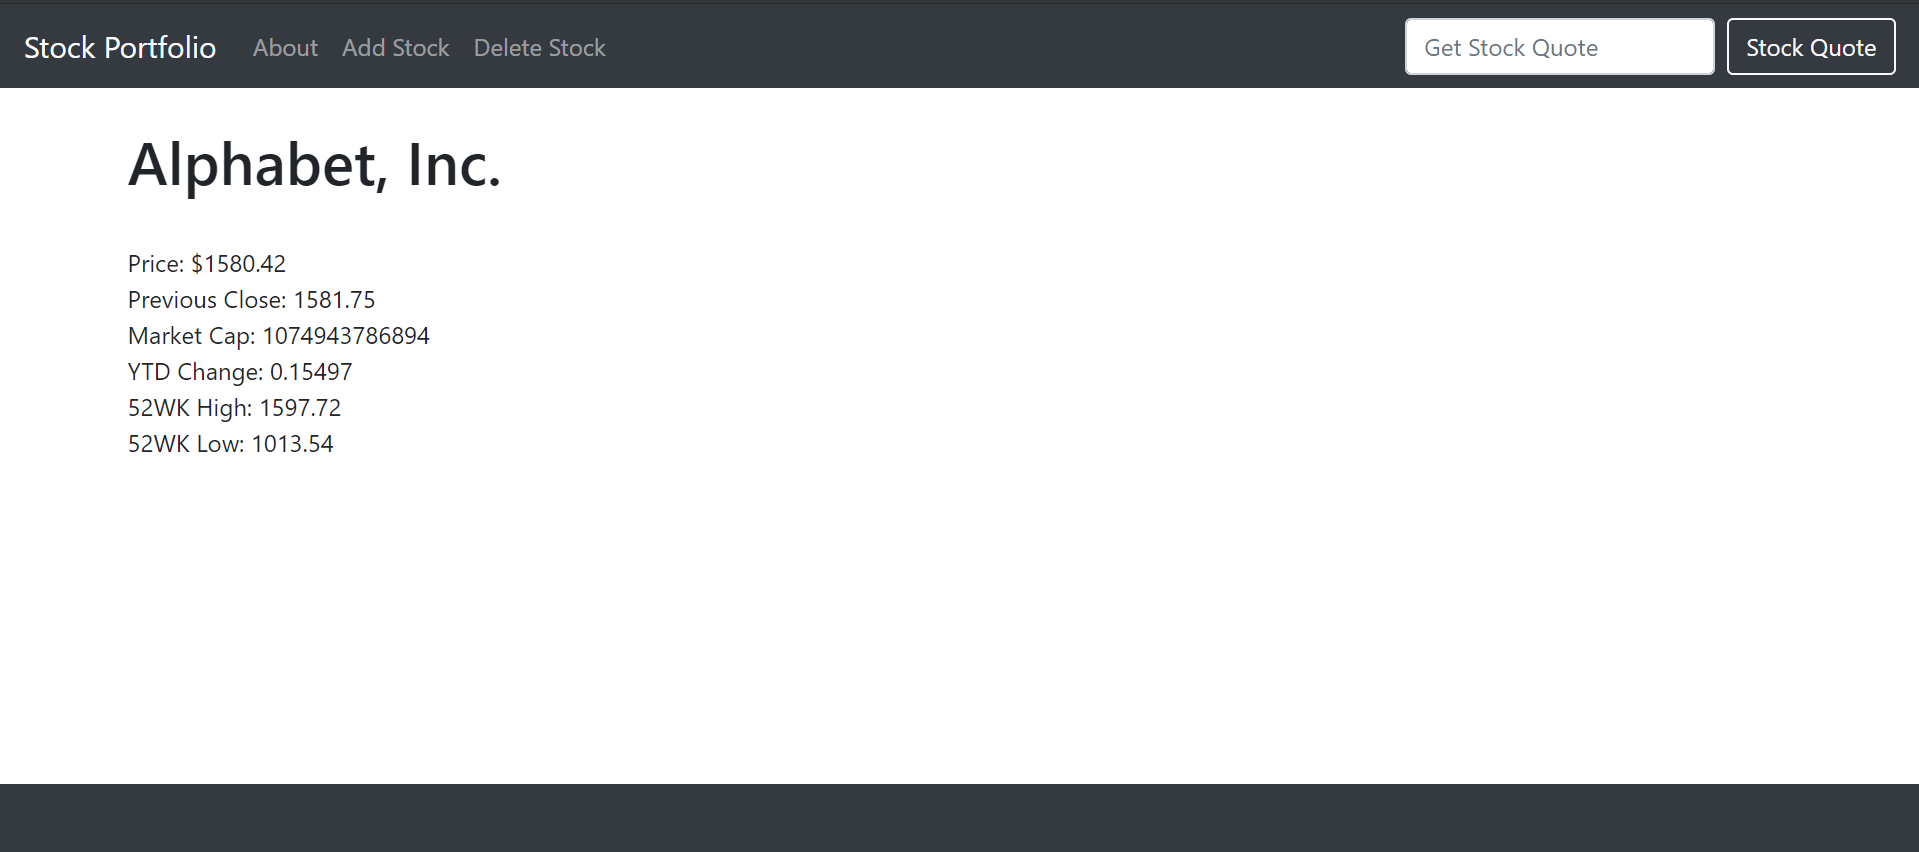 Stock Portfolio About Add Stock Delete Stock Get Stock Quote Stock Quote
Alphabet, Inc.
Price: $1580.42
Previous Close: 1581.75
Market Cap: 1074943786894
YTD Change: 0.15497
52WK High: 1597.72
52WK Low: 1013.54